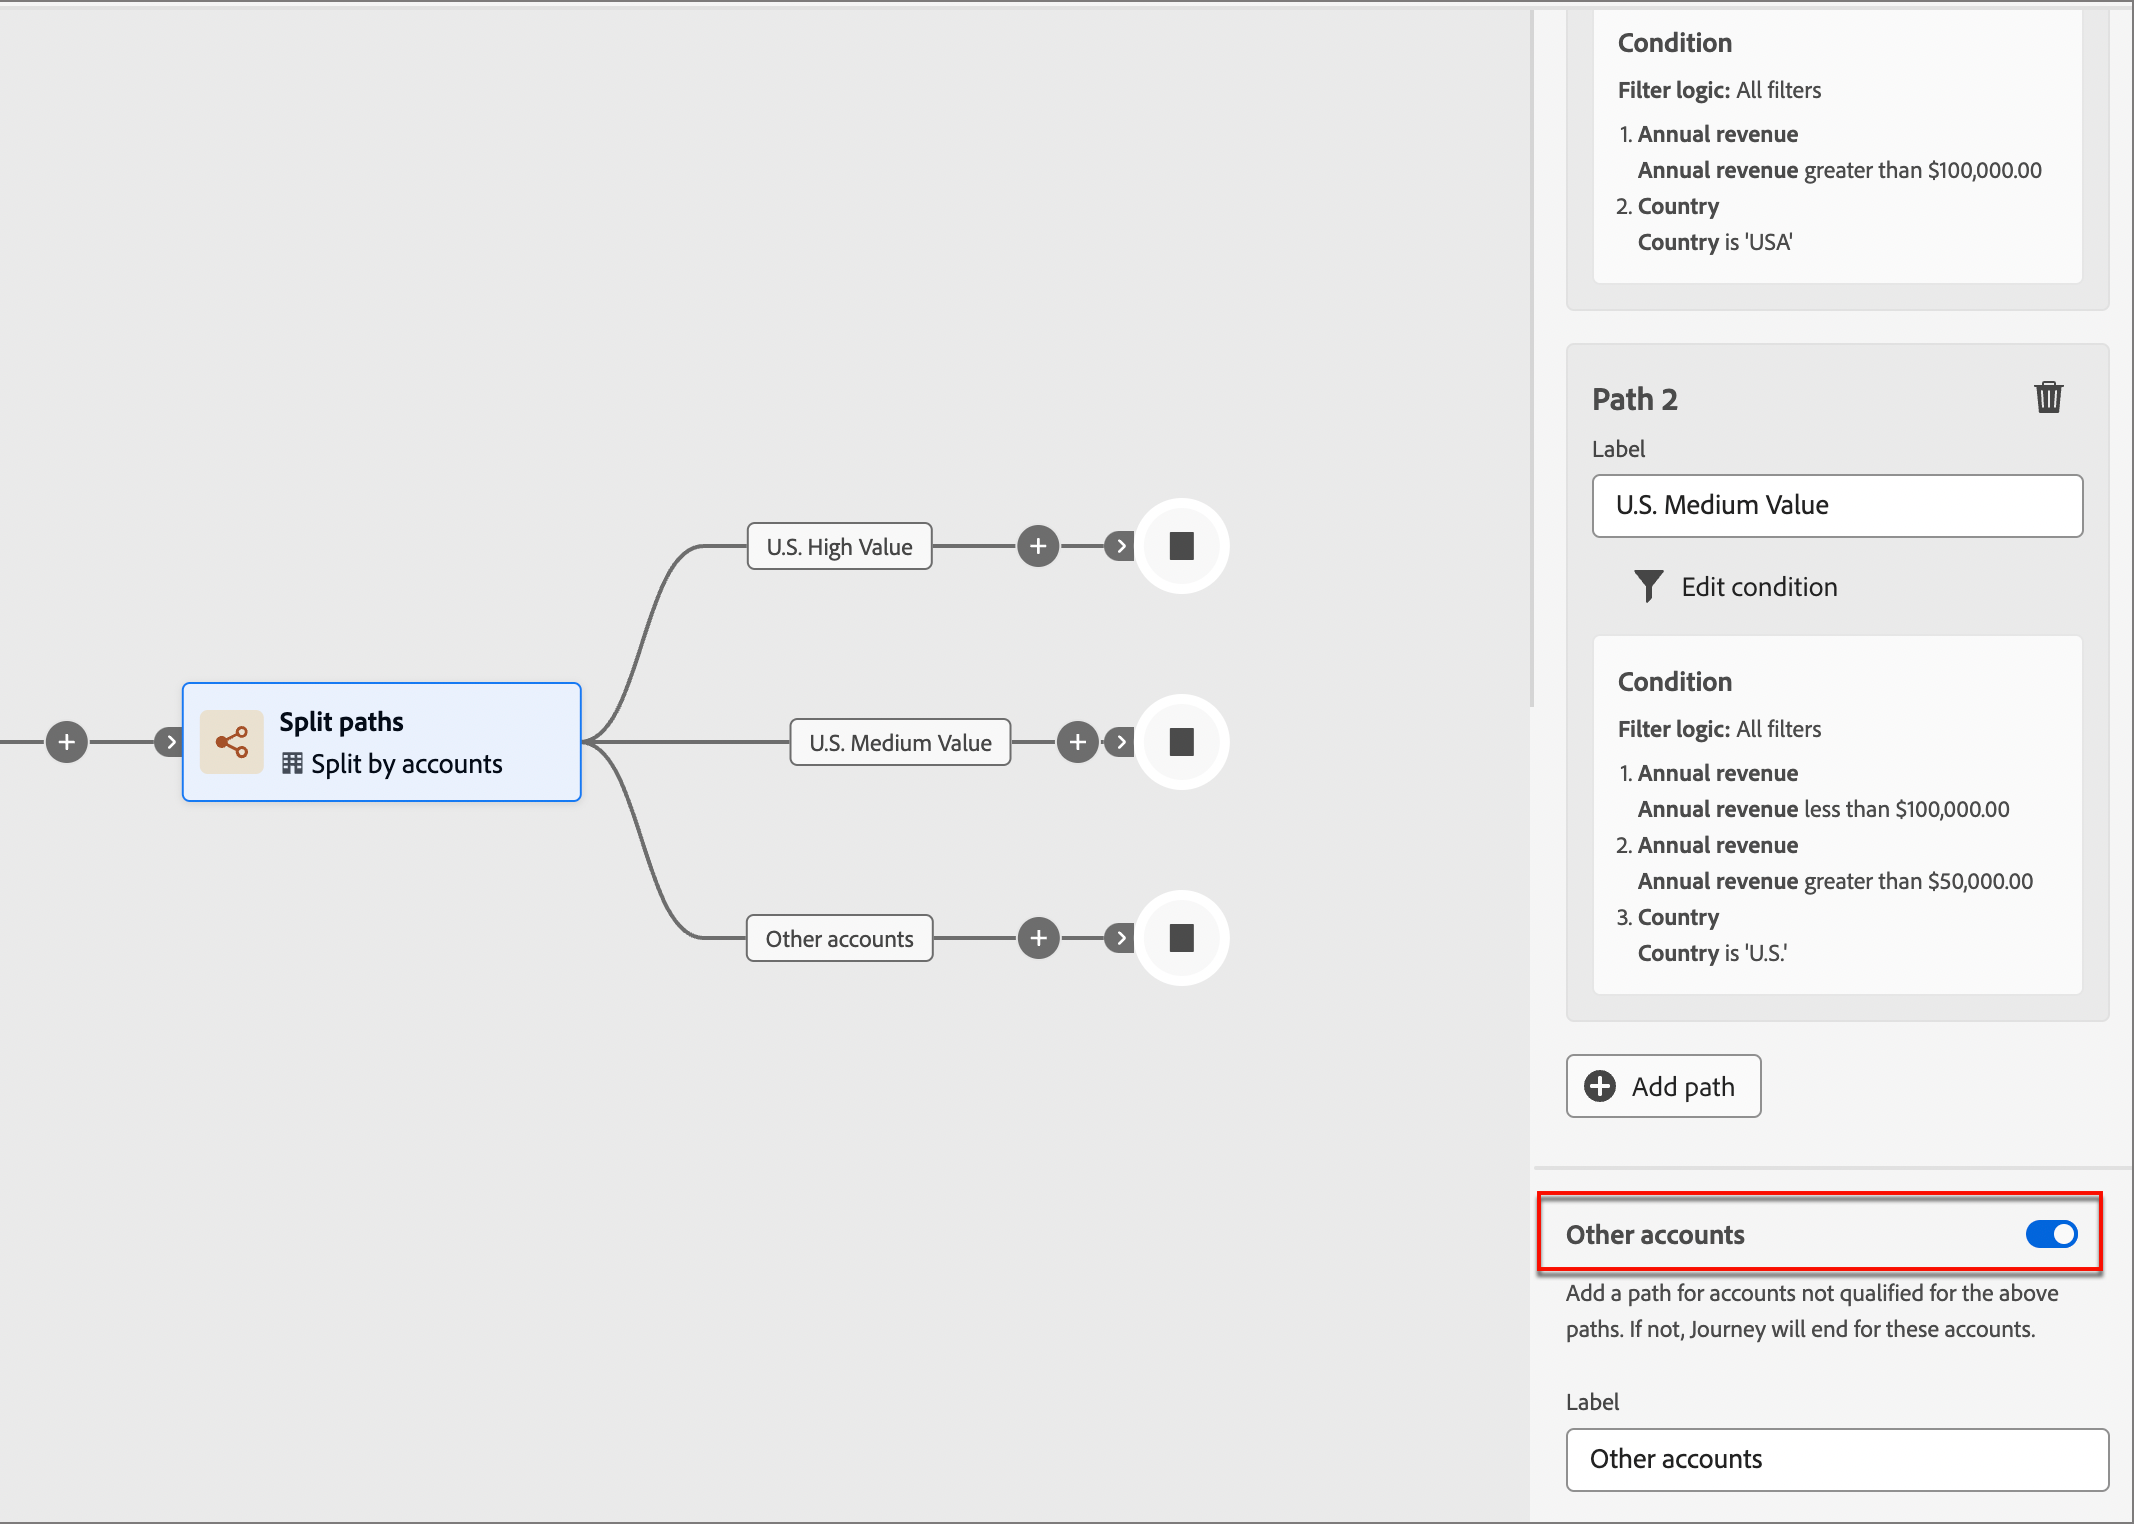 Split paths
Split by accounts
U.S. High Value
U.S. Medium Value
Other accounts
Condition
Filter logic: All filters
1. Annual revenue
Annual revenue greater than $100,000.00
2. Country
Country is 'USA'
Path 2
Label
U.S. Medium Value
Edit condition
Condition
Filter logic: All filters
1. Annual revenue
Annual revenue less than $100,000.00
2. Annual revenue
Annual revenue greater than $50,000.00
3. Country
Country is 'U.S.'
Add path
Other accounts
Add a path for accounts not qualified for the above
paths. If not, Journey will end for these accounts.
Label
Other accounts